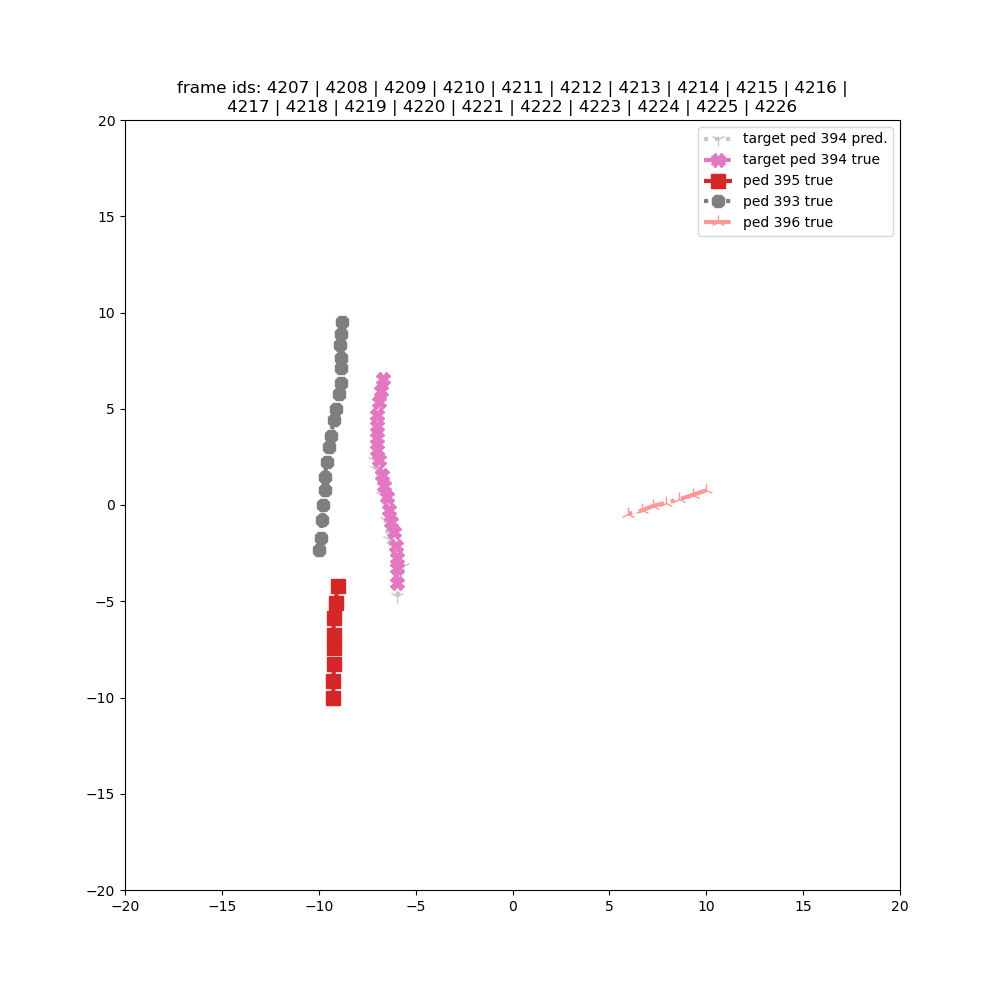 frame ids: 4207 | 4208 | 4209 | 4210 | 4211 | 4212 | 4213 | 4214 | 4215 | 4216 |
4217 | 4218 | 4219 | 4220 | 4221 | 4222 | 4223 | 4224 | 4225 | 4226
target ped 394 pred.
target ped 394 true
ped 395 true
ped 393 true
ped 396 true
20
15
10
5
0
−5
−10
−15
−20
−20 −15 −10 −5 0 5 10 15 20